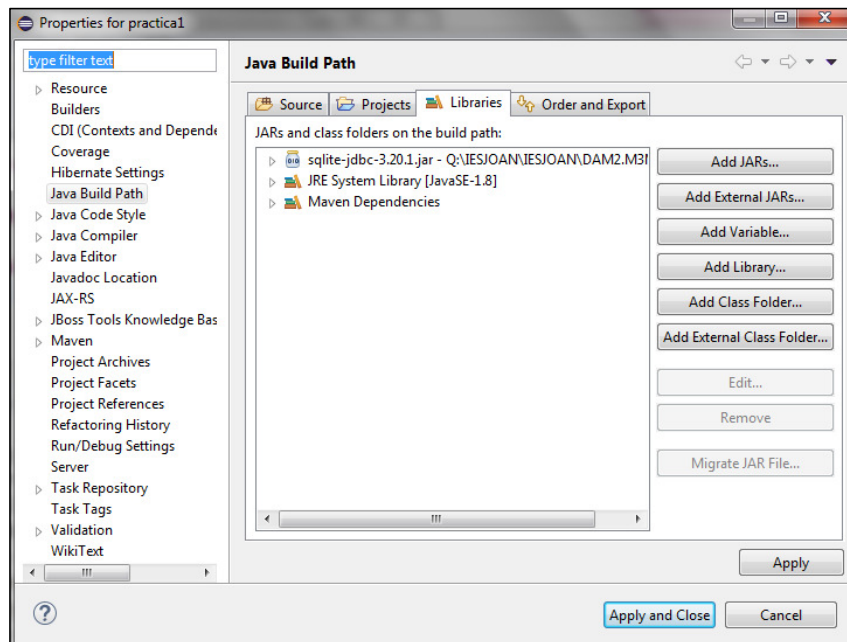 Properties for practica1
type filter text
Resource
Builders
CDI (Contexts and Depende
Coverage
Hibernate Settings
Java Build Path
Java Code Style
Java Compiler
Java Editor
Javadoc Location
JAX-RS
JBoss Tools Knowledge Bas
Maven
Project Archives
Project Facets
Project References
Refactoring History
Run/Debug Settings
Server
Task Repository
Task Tags
Validation
WikiText
Java Build Path
Source Projects Libraries Order and Export
JARs and class folders on the build path:
sqlite-jdbc-3.20.1.jar - Q:\IESJOAN\IESJOAN\DAM2.M3
JRE System Library [JavaSE-1.8]
Maven Dependencies
Add JARs...
Add External JARs...
Add Variable...
Add Library...
Add Class Folder...
Add External Class Folder...
Edit...
Remove
Migrate JAR File...
Apply
?
Apply and Close
Cancel